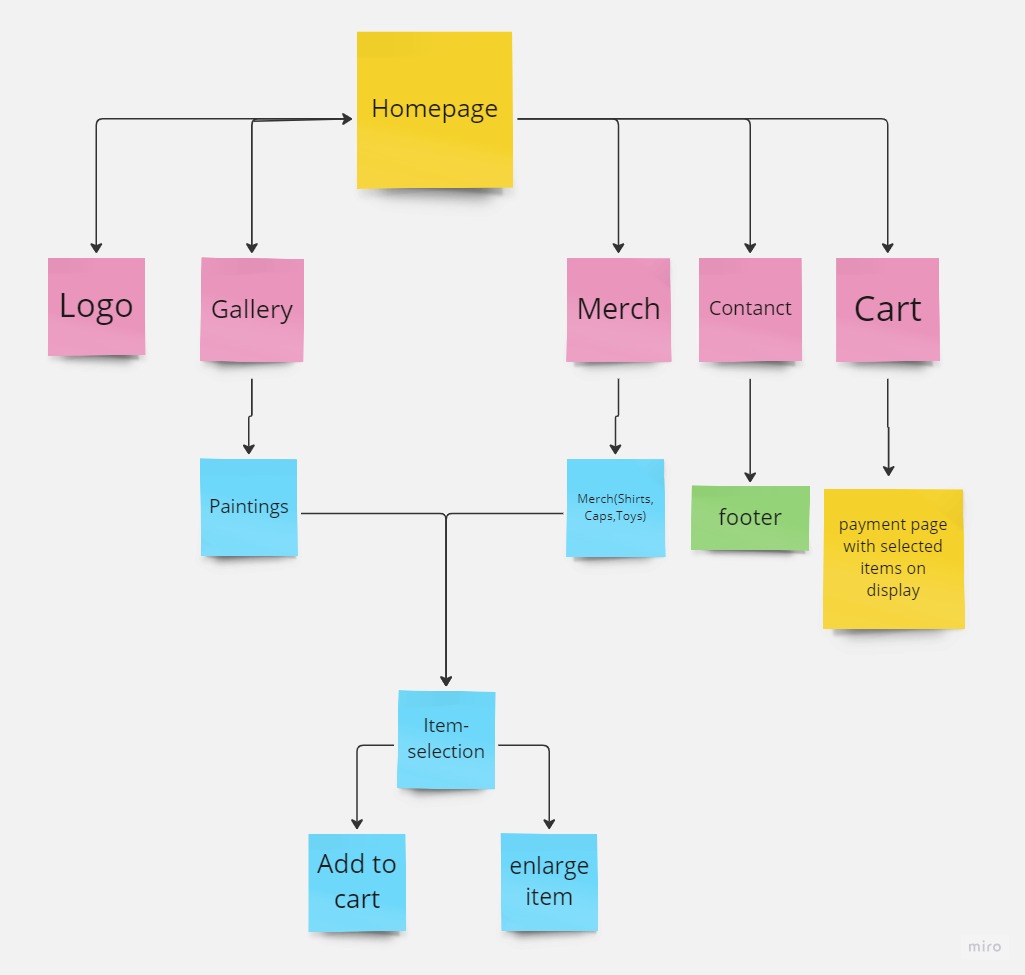 Homepage
Logo
Gallery
Merch
Contanct
Cart
Paintings
Merch(Shirts,
Caps,Toys)
footer
payment page
with selected
items on
display
Item-
selection
Add to
cart
enlarge
item
miro